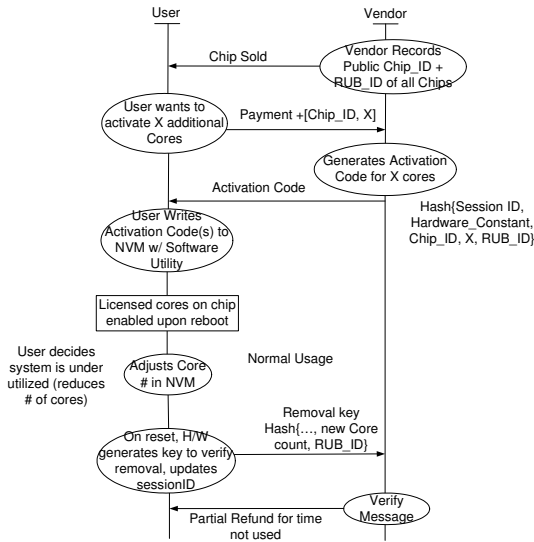 User
Vendor
Chip Sold
Vendor Records
Public Chip_ID +
RUB_ID of all Chips
User wants to
activate X additional
Cores
Payment +[Chip_ID, X]
Generates Activation
Code for X cores
Activation Code
Hash{Session ID,
Hardware_Constant,
Chip_ID, X, RUB_ID}
User Writes
Activation Code(s) to
NVM w/ Software
Utility
Licensed cores on chip
enabled upon reboot
User decides
system is under
utilized (reduces
# of cores)
Adjusts Core
# in NVM
Normal Usage
Removal key
Hash{..., new Core
count, RUB_ID}
On reset, H/W
generates key to verify
removal, updates
sessionID
Verify
Message
Partial Refund for time
not used